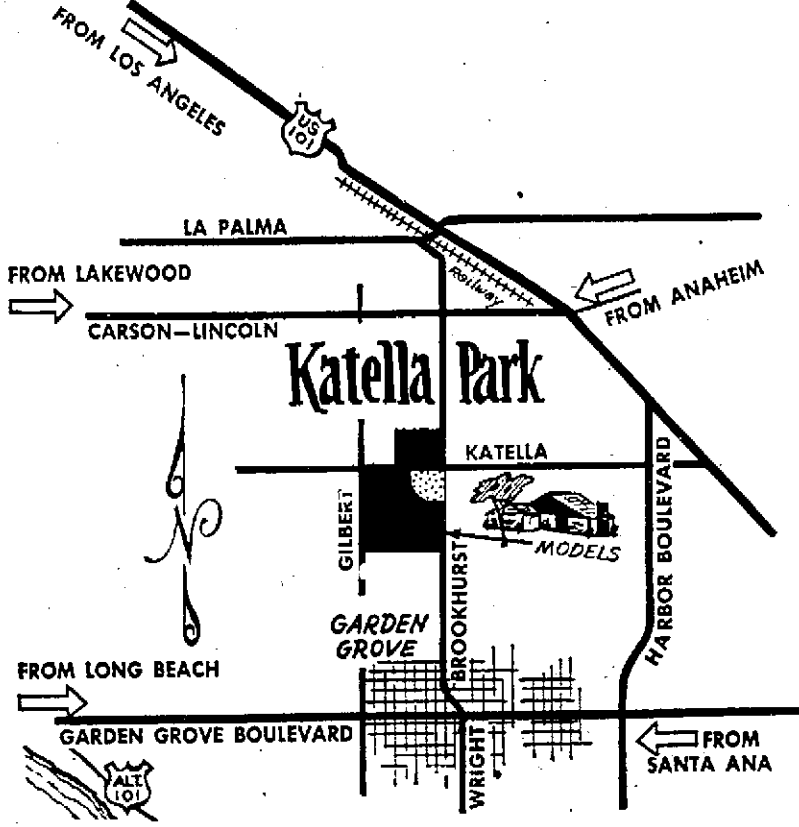 FROM LOS ANGELES
US
101
LA PALMA
Railway
FROM LAKEWOOD
FROM ANAHEIM
CARSON—LINCOLN
Katella Park
KATELLA
GILBERT
BROOKHURST
HARBOR BOULEVARD
N
MODELS
GARDEN
GROVE
FROM LONG BEACH
GARDEN GROVE BOULEVARD
WRIGHT
FROM
SANTA ANA
ALT.
101